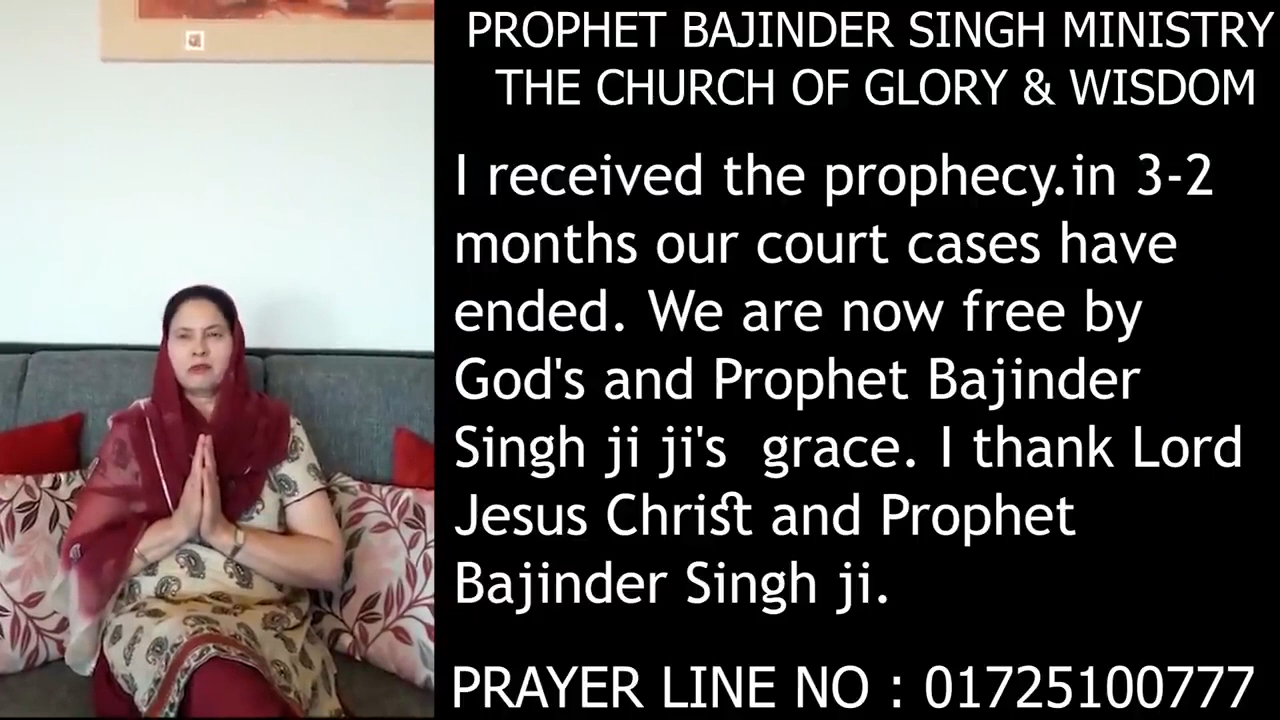 PROPHET BAJINDER SINGH MINISTRY
THE CHURCH OF GLORY & WISDOM
I received the prophecy.in 3-2
months our court cases have
ended. We are now free by
God's and Prophet Bajinder
Singh ji ji's  grace. I thank Lord
Jesus Christ and Prophet
Bajinder Singh ji.
PRAYER LINE NO : 01725100777